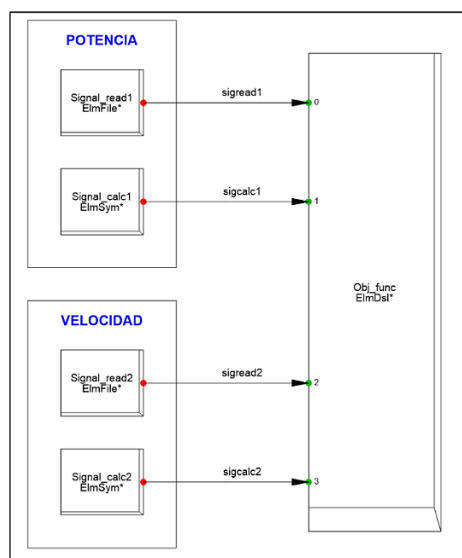 POTENCIA
Signal_read1
ElmFile*
sigread1
0
Signal_calc1
ElmSym*
sigcalc1
1
Obj_func
ElmDsl*
VELOCIDAD
Signal_read2
ElmFile*
sigread2
2
Signal_calc2
ElmSym*
sigcalc2
3